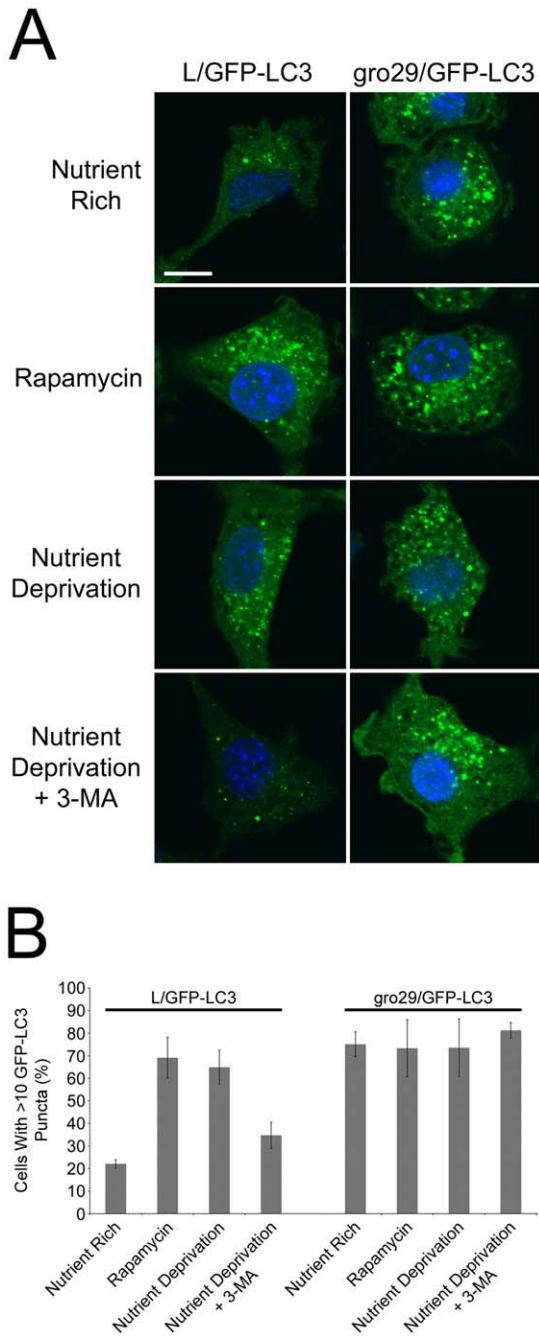 A
L/GFP-LC3 gro29/GFP-LC3
Nutrient
Rich
Rapamycin
Nutrient
Deprivation
Nutrient
Deprivation
+ 3-MA
B
L/GFP-LC3 gro29/GFP-LC3
Cells With >10 GFP-LC3
Puncta (%)
100
90
80
70
60
50
40
30
20
10
0
Nutrient Rich
Rapamycin
Nutrient Deprivation
Nutrient Deprivation
+ 3-MA
Nutrient Rich
Rapamycin
Nutrient Deprivation
Nutrient Deprivation
+ 3-MA